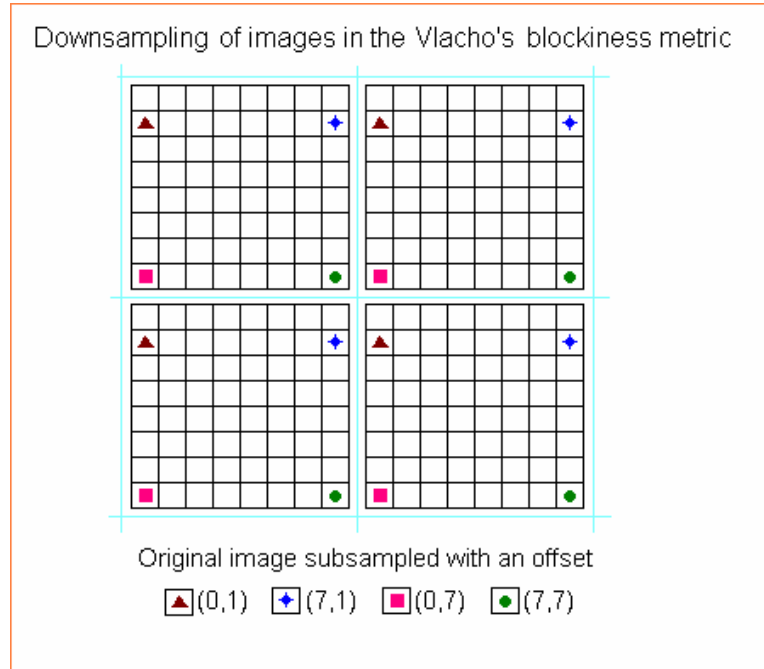 Downsampling of images in the Vlacho's blockiness metric
Original image subsampled with an offset
(0,1) (7,1) (0,7) (7,7)